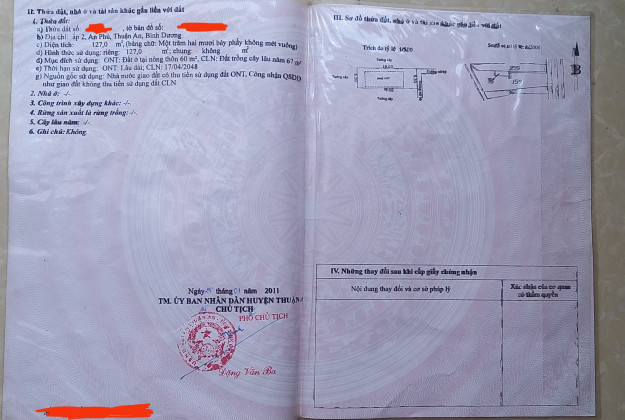 II. Thửa đất, nhà ở và tài sản khác gắn liền với đất
1. Thửa đất:
a) Thửa đất số: , tờ bản đồ số:
b) Địa chỉ: ấp 2, An Phú, Thuận An, Bình Dương
c) Diện tích: 127,0 m², (bằng chữ: Một trăm hai mươi bảy phẩy không mét vuông)
d) Hình thức sử dụng: riêng: 127,0 m²; chung: không m²
đ) Mục đích sử dụng: ONT: Đất ở tại nông thôn 60 m², CLN: Đất trồng cây lâu năm 67 m²
e) Thời hạn sử dụng: ONT: Lâu dài; CLN: 17/04/2048
g) Nguồn gốc sử dụng: Nhà nước giao đất có thu tiền sử dụng đất ONT, Công nhận QSDĐ
như giao đất không thu tiền sử dụng đất CLN
2. Nhà ở: -/-
3. Công trình xây dựng khác: -/-
4. Rừng sản xuất là rừng trồng: -/-
5. Cây lâu năm: -/-
6. Ghi chú: Không
Ngày tháng 01 năm 2011
TM. ỦY BAN NHÂN DÂN HUYỆN THUẬN
CHỦ TỊCH
PHÓ CHỦ TỊCH
Đặng Văn Ba
III. Sơ đồ thửa đất, nhà ở và tài sản khác gắn liền với đất
Trích đo tỷ lệ 1/500
IV. Những thay đổi sau khi cấp giấy chứng nhận
Nội dung thay đổi và cơ sở pháp lý
Xác nhận của cơ quan
có thẩm quyền